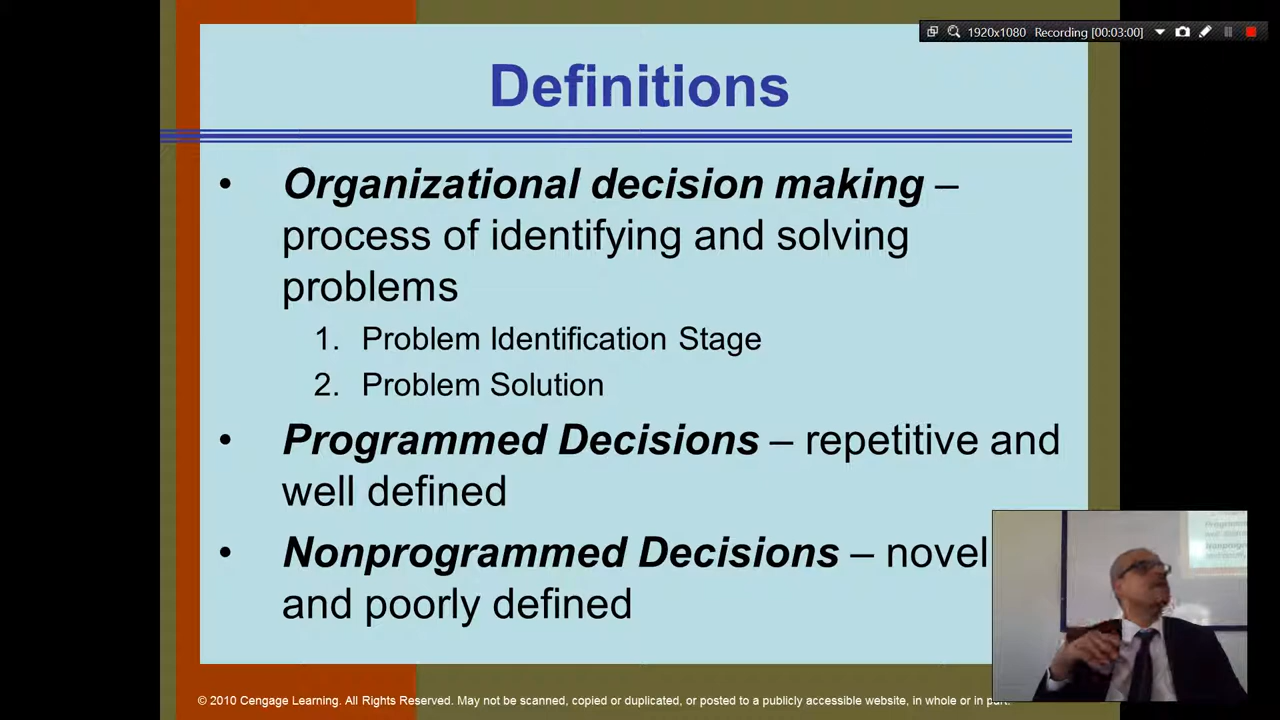 1920x1080 Recording [00:03:00]
Definitions
• Organizational decision making –
process of identifying and solving
problems
1. Problem Identification Stage
2. Problem Solution
• Programmed Decisions – repetitive and
well defined
• Nonprogrammed Decisions – novel
and poorly defined
© 2010 Cengage Learning. All Rights Reserved. May not be scanned, copied or duplicated, or posted to a publicly accessible website, in whole or in part.